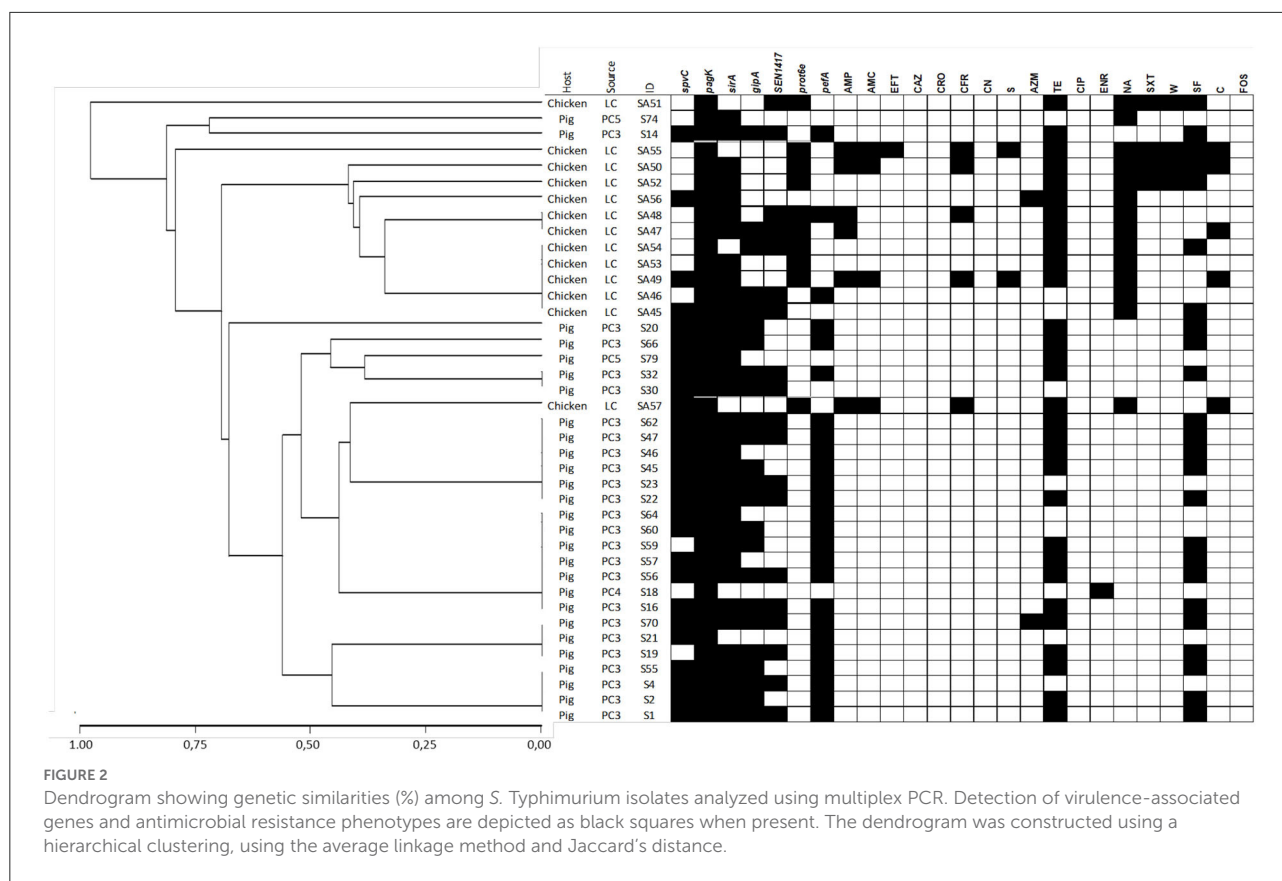 Host Source ID spvC pagK sirA gipA SEN1417 prot6e pefA AMP AMC EFT CAZ CRO CFR CN S AZM TE CIP ENR NA SXT W SF C FOS
Chicken LC SA51
Pig PC5 S74
Pig PC3 S14
Chicken LC SA55
Chicken LC SA50
Chicken LC SA52
Chicken LC SA56
Chicken LC SA48
Chicken LC SA47
Chicken LC SA54
Chicken LC SA53
Chicken LC SA49
Chicken LC SA46
Chicken LC SA45
Pig PC3 S20
Pig PC3 S66
Pig PC5 S79
Pig PC3 S32
Pig PC3 S30
Chicken LC SA57
Pig PC3 S62
Pig PC3 S47
Pig PC3 S46
Pig PC3 S45
Pig PC3 S23
Pig PC3 S22
Pig PC3 S64
Pig PC3 S60
Pig PC3 S59
Pig PC3 S57
Pig PC3 S56
Pig PC4 S18
Pig PC3 S16
Pig PC3 S70
Pig PC3 S21
Pig PC3 S19
Pig PC3 S55
Pig PC3 S4
Pig PC3 S2
Pig PC3 S1
1.00 0,75 0,50 0,25 0,00
FIGURE 2
Dendrogram showing genetic similarities (%) among S. Typhimurium isolates analyzed using multiplex PCR. Detection of virulence-associated
genes and antimicrobial resistance phenotypes are depicted as black squares when present. The dendrogram was constructed using a
hierarchical clustering, using the average linkage method and Jaccard's distance.